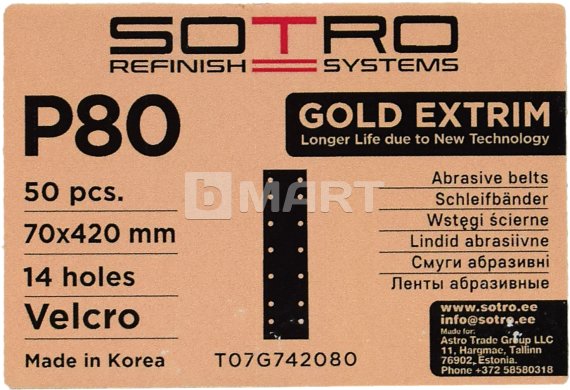 SOTRO
REFINISH SYSTEMS
P80
GOLD EXTRIM
Longer Life due to New Technology
50 pcs.
70x420 mm
14 holes
Velcro
Made in Korea
b MART
T07G742080
Abrasive belts
Schleifbänder
Wstęgi ścierne
Lindid abrasiivne
Смуги абразивні
Ленты абразивные
www.sotro.ee
info@sotro.ee
Made for:
Astro Trade Group LLC
11, Hargmae, Tallinn
76902, Estonia.
Phone +372 58580318